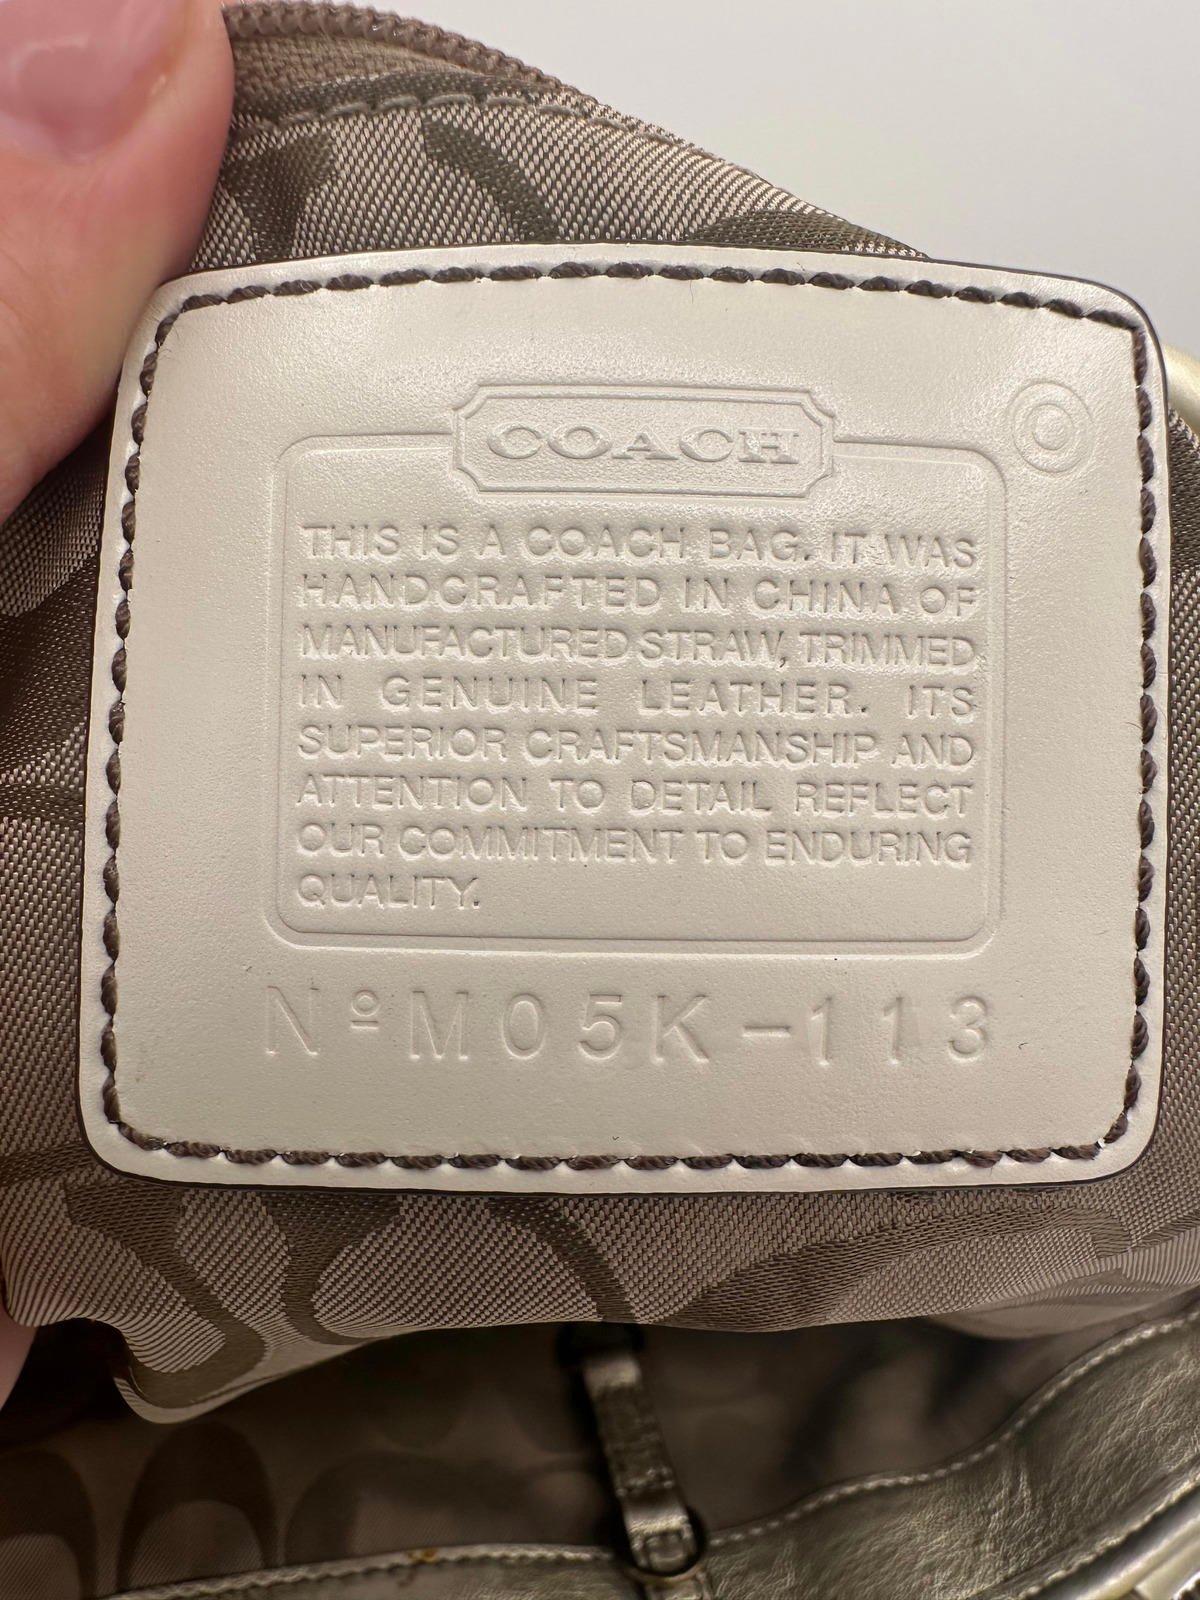 COACH
THIS IS A COACH BAG. IT WAS
HANDCRAFTED IN CHINA OF
MANUFACTURED STRAW, TRIMMED
IN GENUINE LEATHER. ITS
SUPERIOR CRAFTSMANSHIP AND
ATTENTION TO DETAIL REFLECT
OUR COMMITMENT TO ENDURING
QUALITY.
Nº M05K-113